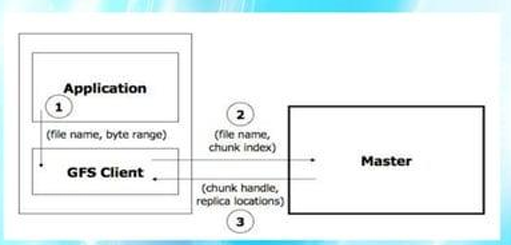 Application
1
(file name, byte range)
GFS Client
2
(file name,
chunk index)
Master
(chunk handle,
replica locations)
3